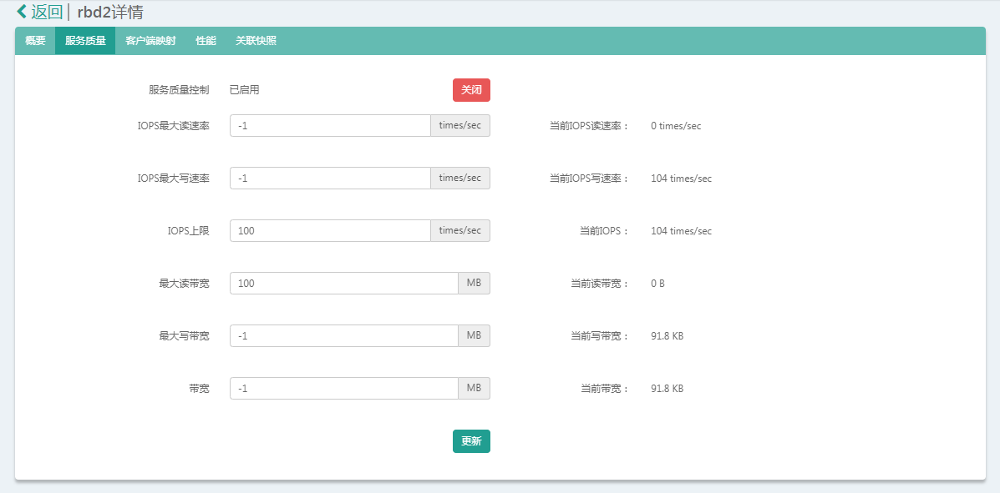 返回 | rbd2详情
概要 服务质量 客户端映射 性能 关联快照
服务质量控制 已启用 关闭
IOPS最大读速率 -1 times/sec 当前IOPS读速率： 0 times/sec
IOPS最大写速率 -1 times/sec 当前IOPS写速率： 104 times/sec
IOPS上限 100 times/sec 当前IOPS： 104 times/sec
最大读带宽 100 MB 当前读带宽： 0 B
最大写带宽 -1 MB 当前写带宽： 91.8 KB
带宽 -1 MB 当前带宽： 91.8 KB
更新